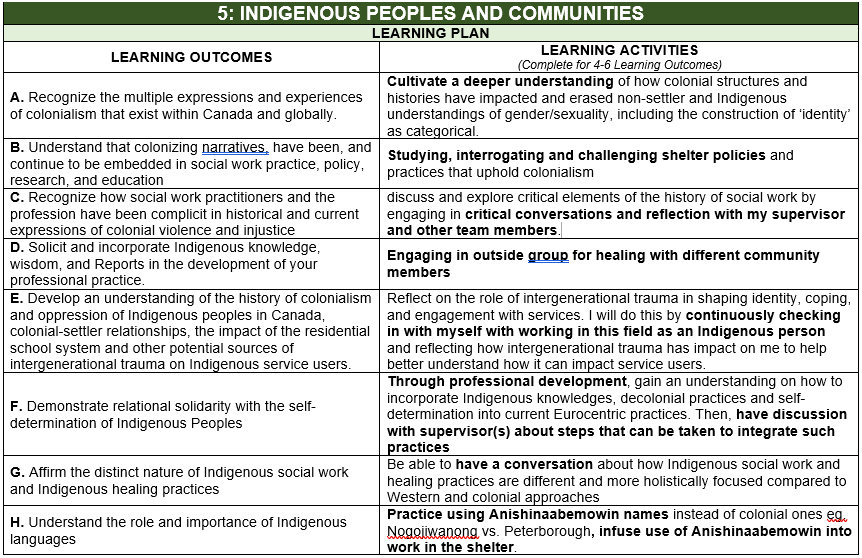 5: INDIGENOUS PEOPLES AND COMMUNITIES
LEARNING PLAN
LEARNING OUTCOMES
LEARNING ACTIVITIES
(Complete for 4-6 Learning Outcomes)
A. Recognize the multiple expressions and experiences
of colonialism that exist within Canada and globally.
Cultivate a deeper understanding of how colonial structures and
histories have impacted and erased non-settler and Indigenous
understandings of gender/sexuality, including the construction of ‘identity’
as categorical.
B. Understand that colonizing narratives, have been, and
continue to be embedded in social work practice, policy,
research, and education
Studying, interrogating and challenging shelter policies and
practices that uphold colonialism
C. Recognize how social work practitioners and the
profession have been complicit in historical and current
expressions of colonial violence and injustice
discuss and explore critical elements of the history of social work by
engaging in critical conversations and reflection with my supervisor
and other team members.
D. Solicit and incorporate Indigenous knowledge,
wisdom, and Reports in the development of your
professional practice.
Engaging in outside group for healing with different community
members
E. Develop an understanding of the history of colonialism
and oppression of Indigenous peoples in Canada,
colonial-settler relationships, the impact of the residential
school system and other potential sources of
intergenerational trauma on Indigenous service users.
Reflect on the role of intergenerational trauma in shaping identity, coping,
and engagement with services. I will do this by continuously checking
in with myself with working in this field as an Indigenous person
and reflecting how intergenerational trauma has impact on me to help
better understand how it can impact service users.
F. Demonstrate relational solidarity with the self-
determination of Indigenous Peoples
Through professional development, gain an understanding on how to
incorporate Indigenous knowledges, decolonial practices and self-
determination into current Eurocentric practices. Then, have discussion
with supervisor(s) about steps that can be taken to integrate such
practices
G. Affirm the distinct nature of Indigenous social work
and Indigenous healing practices
Be able to have a conversation about how Indigenous social work and
healing practices are different and more holistically focused compared to
Western and colonial approaches
H. Understand the role and importance of Indigenous
languages
Practice using Anishinaabemowin names instead of colonial ones eg.
Nogojiwanong vs. Peterborough, infuse use of Anishinaabemowin into
work in the shelter.